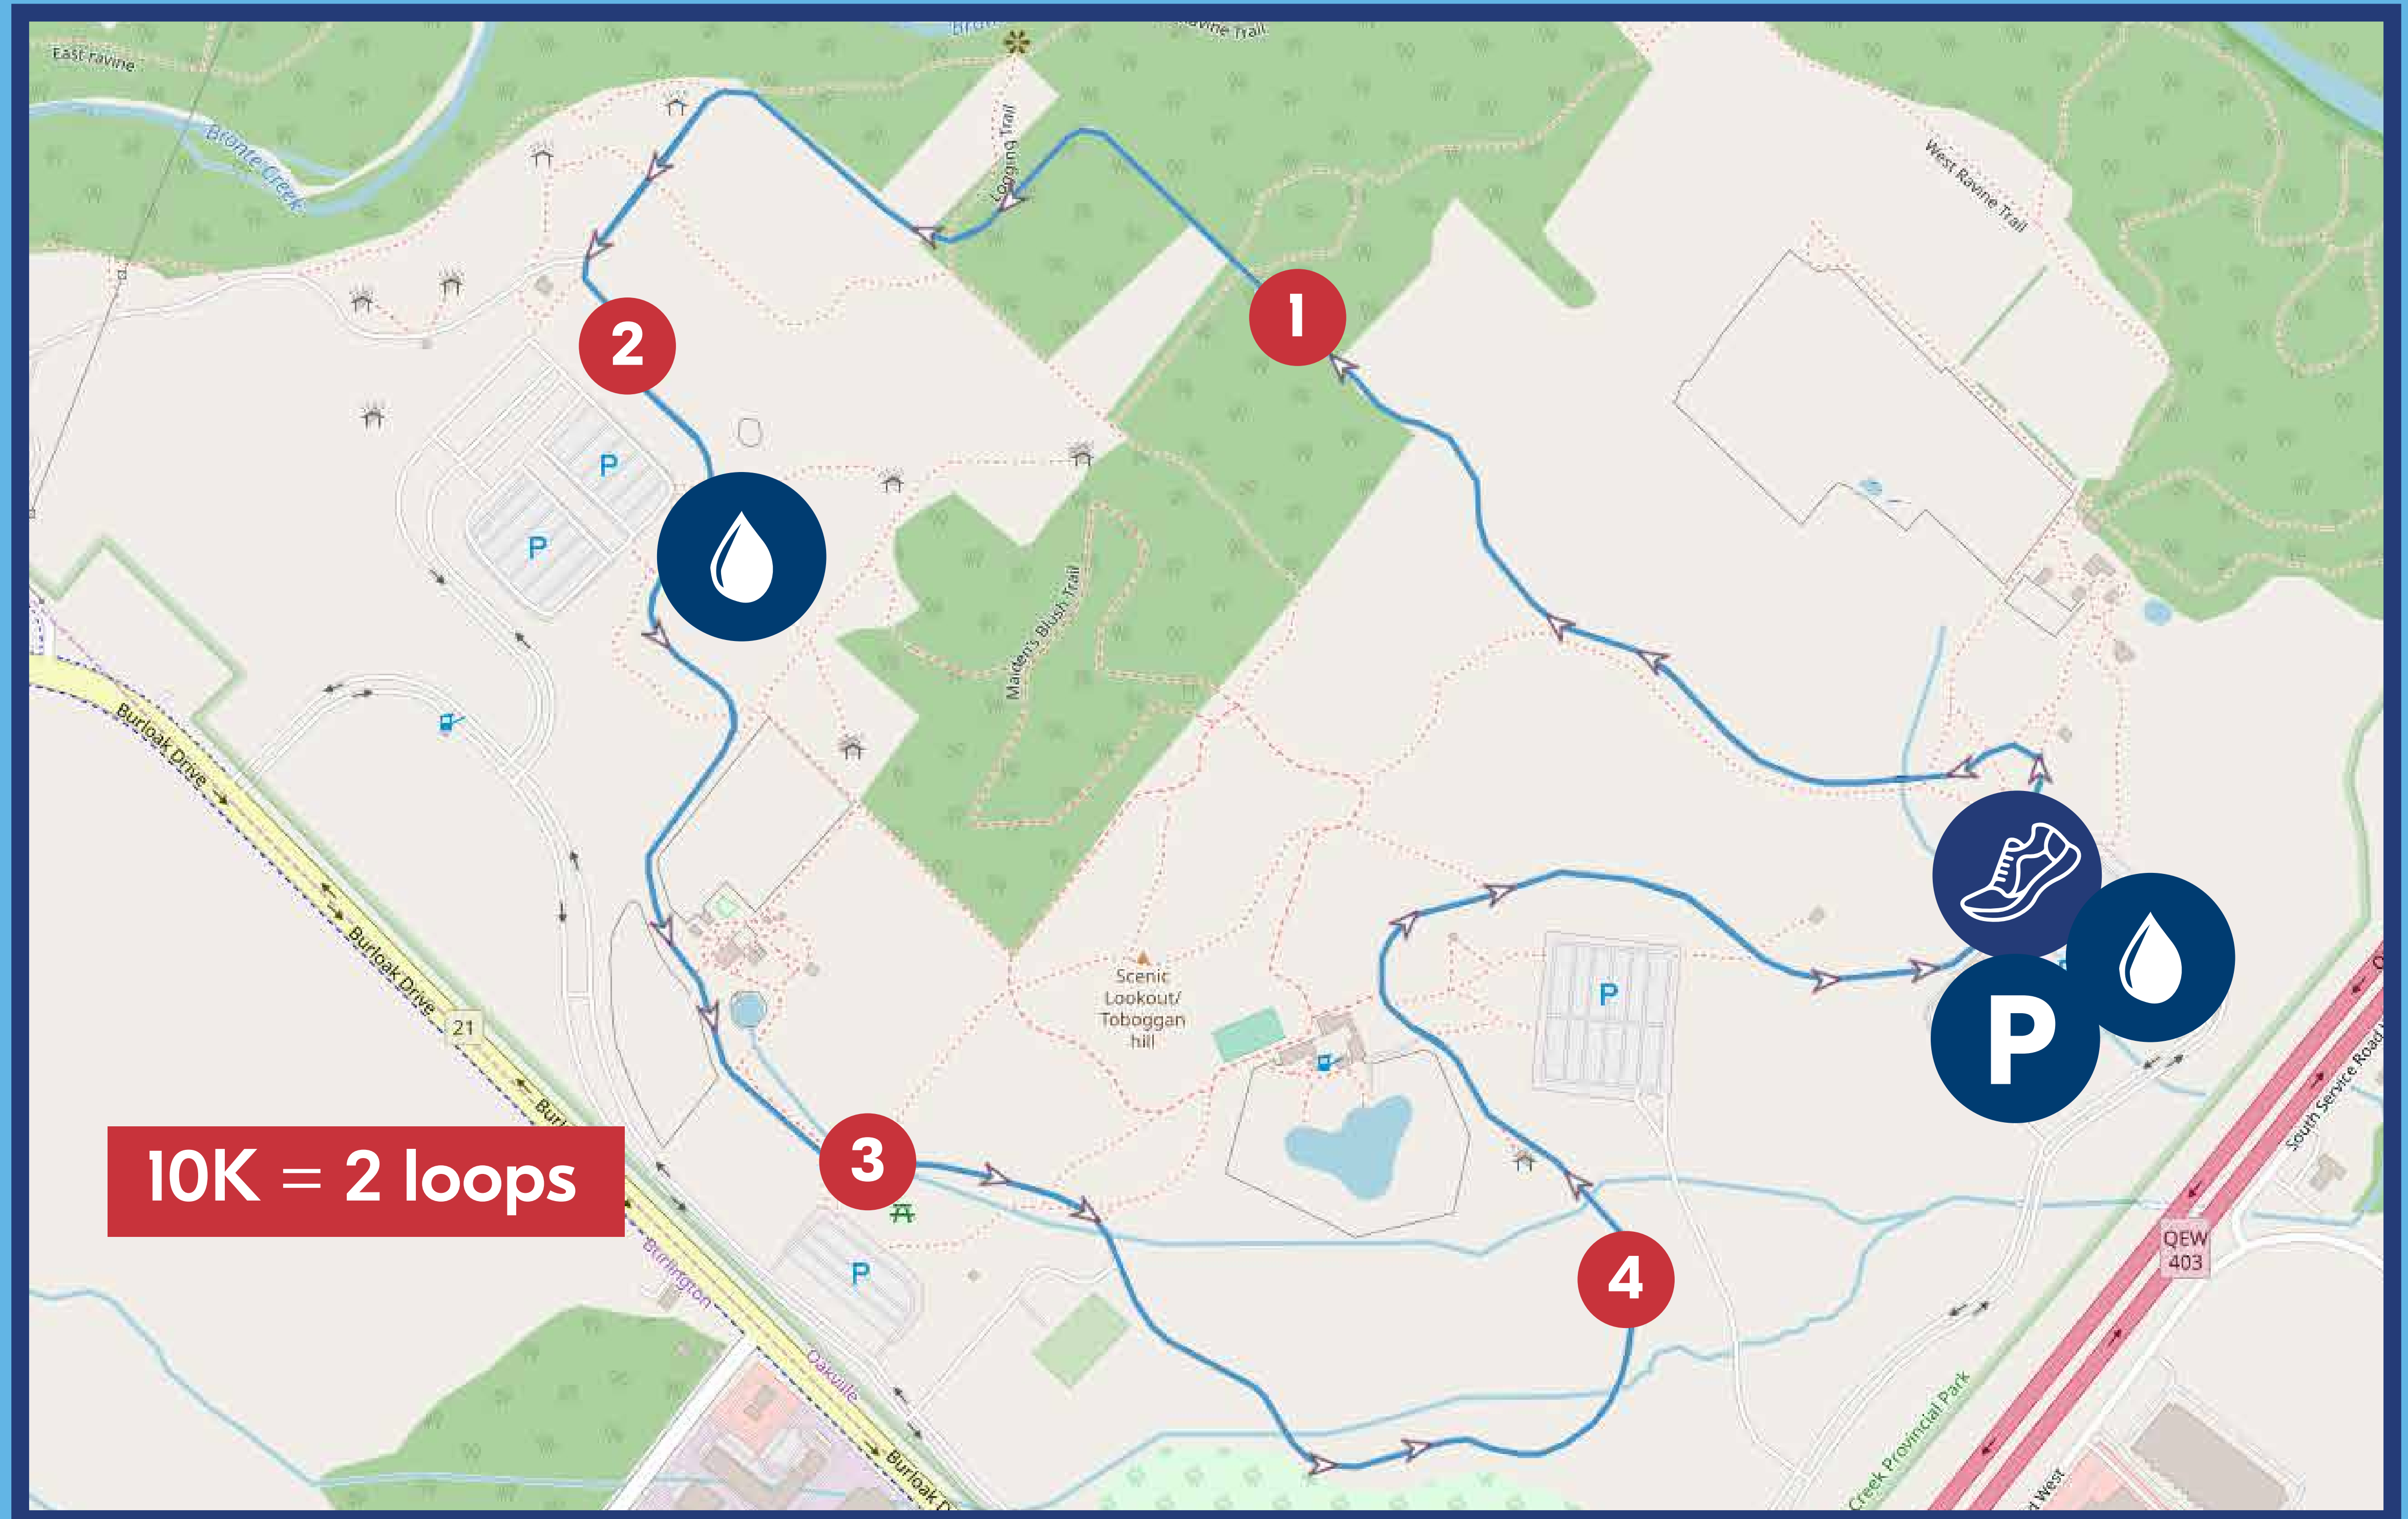 East ravine
Ravine Trail
Bronte Creek
Logging Trail
West Ravine Trail
1
2
P
P
Maiden's Blush Trail
Burloak Drive
Burloak Drive
21
Scenic
Lookout/
Toboggan
hill
P
P
South Service Road
10K = 2 loops
3
4
QEW
403
Burlington
P
Oakville
Creek Provincial Park